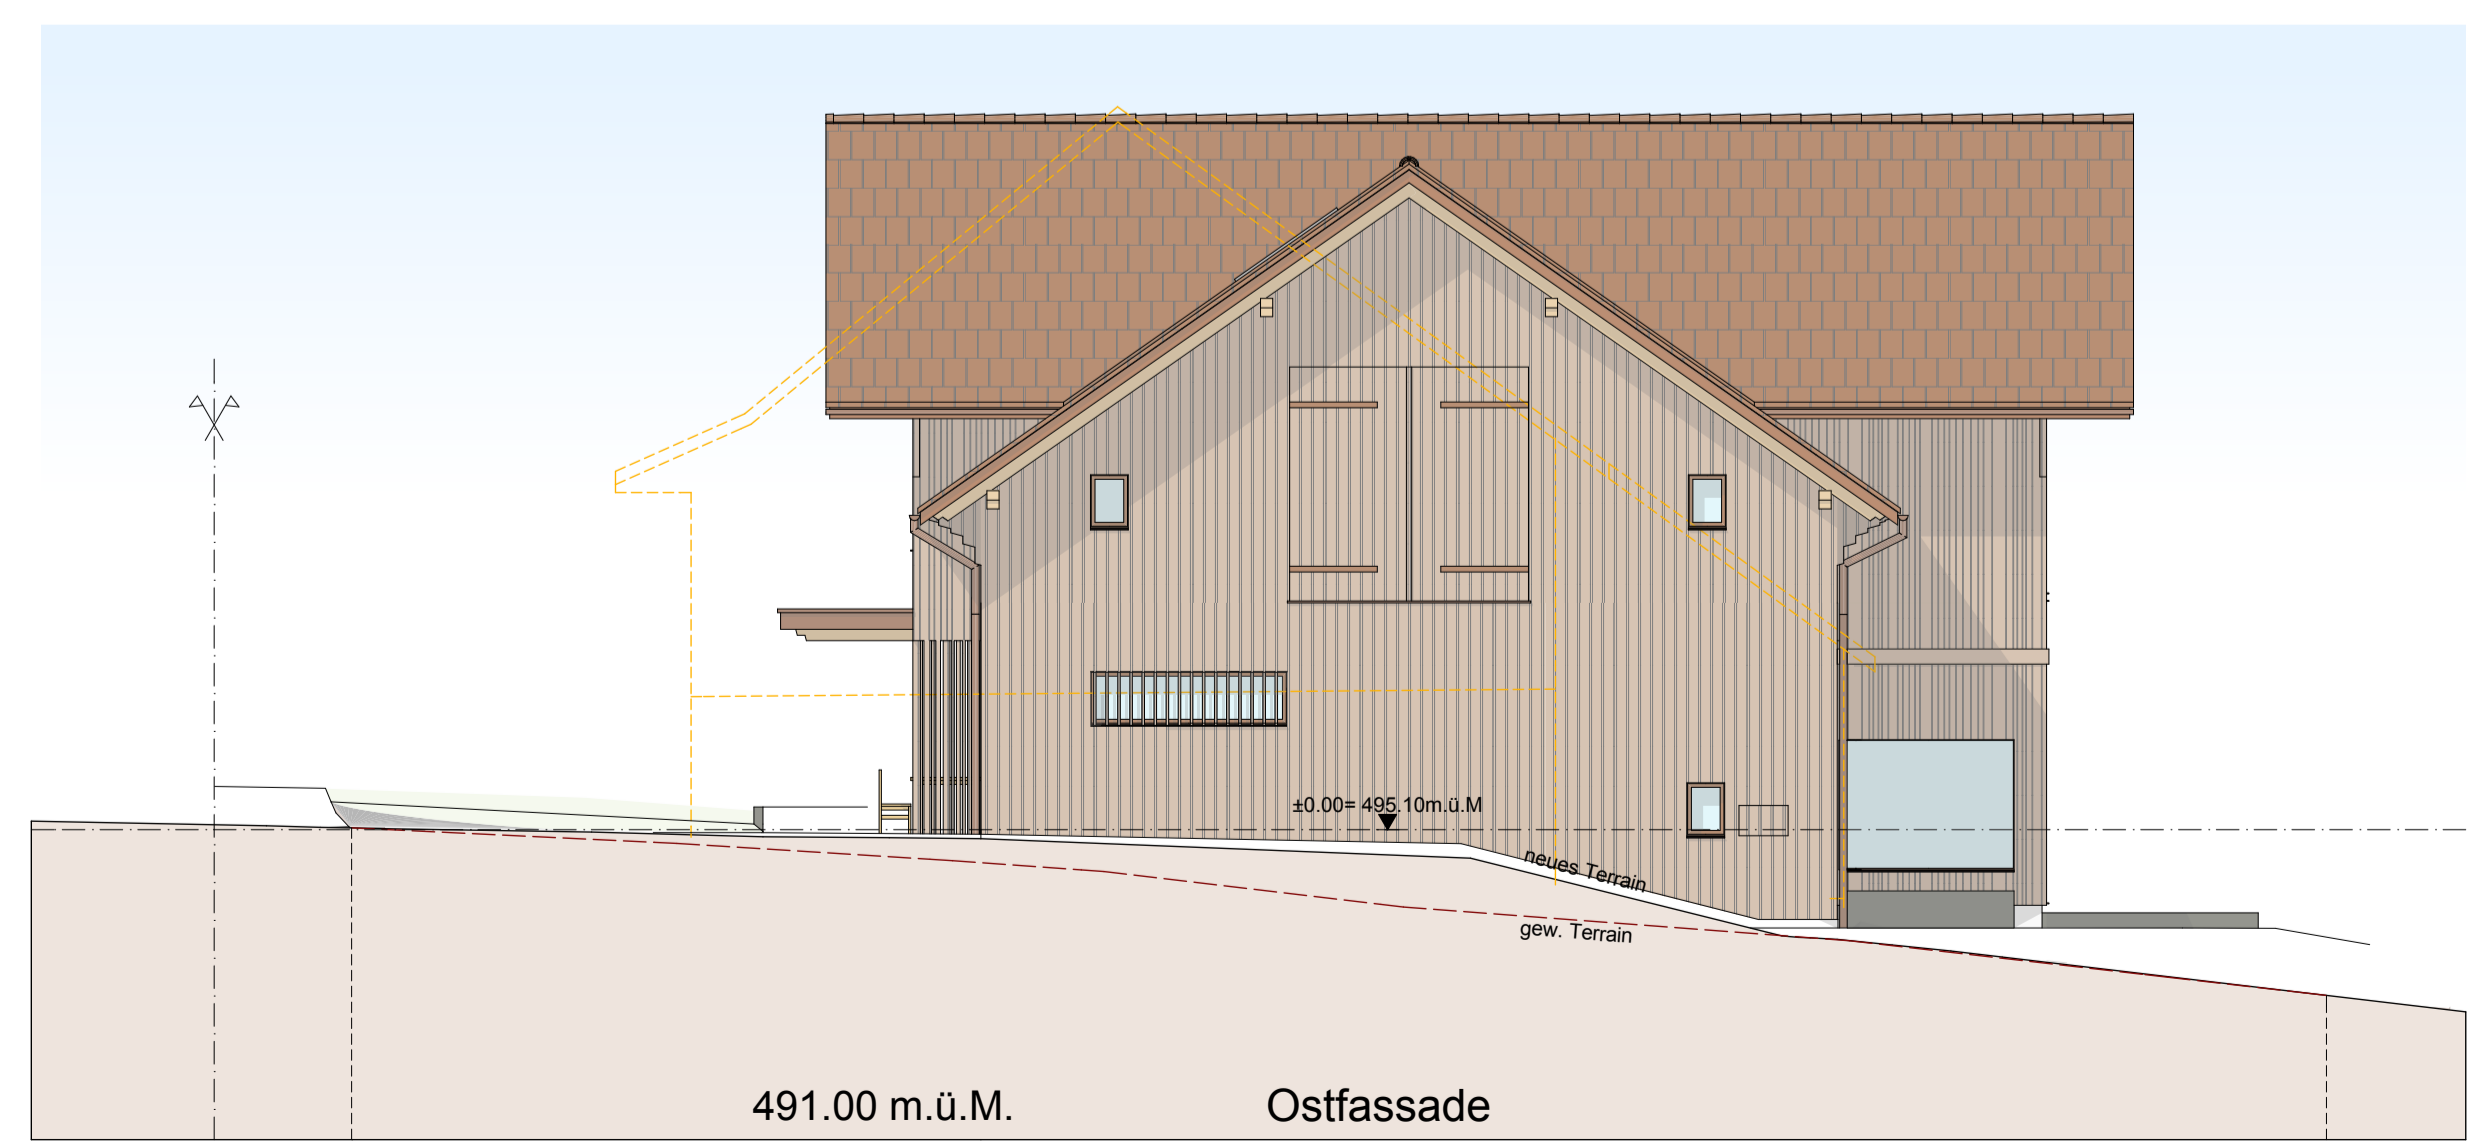 ±0.00= 495.10m.ü.M
neues Terrain
gew. Terrain
491.00 m.ü.M.
Ostfassade